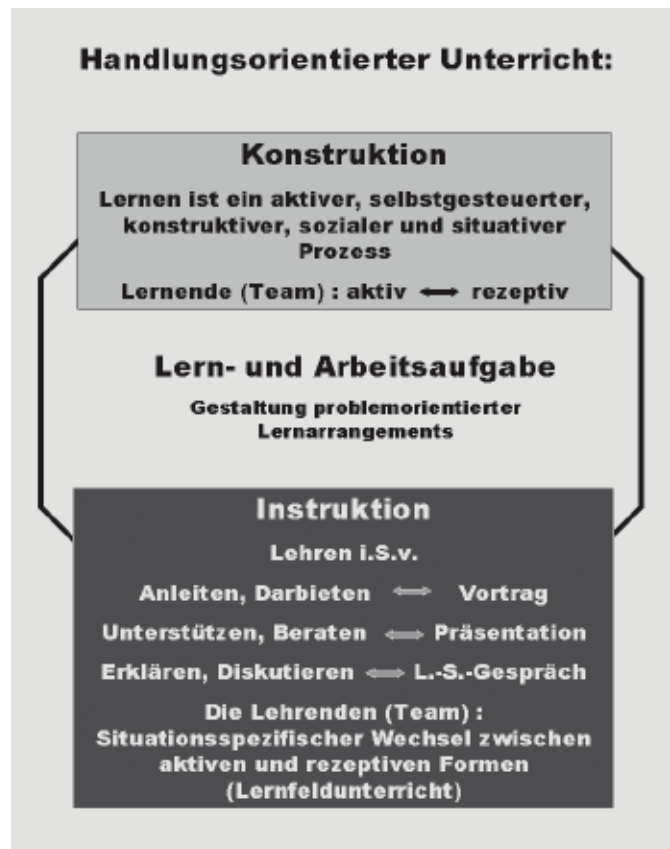 Handlungsorientierter Unterricht:
Konstruktion
Lernen ist ein aktiver, selbstgesteuerter,
konstruktiver, sozialer und situativer
Prozess
Lernende (Team) : aktiv ⟷ rezeptiv
Lern- und Arbeitsaufgabe
Gestaltung problemorientierter
Lernarrangements
Instruktion
Lehren i.S.v.
Anleiten, Darbieten ⟺ Vortrag
Unterstützen, Beraten ⟺ Präsentation
Erklären, Diskutieren ⟺ L.-S.-Gespräch
Die Lehrenden (Team) :
Situationsspezifischer Wechsel zwischen
aktiven und rezeptiven Formen
(Lernfeldunterricht)